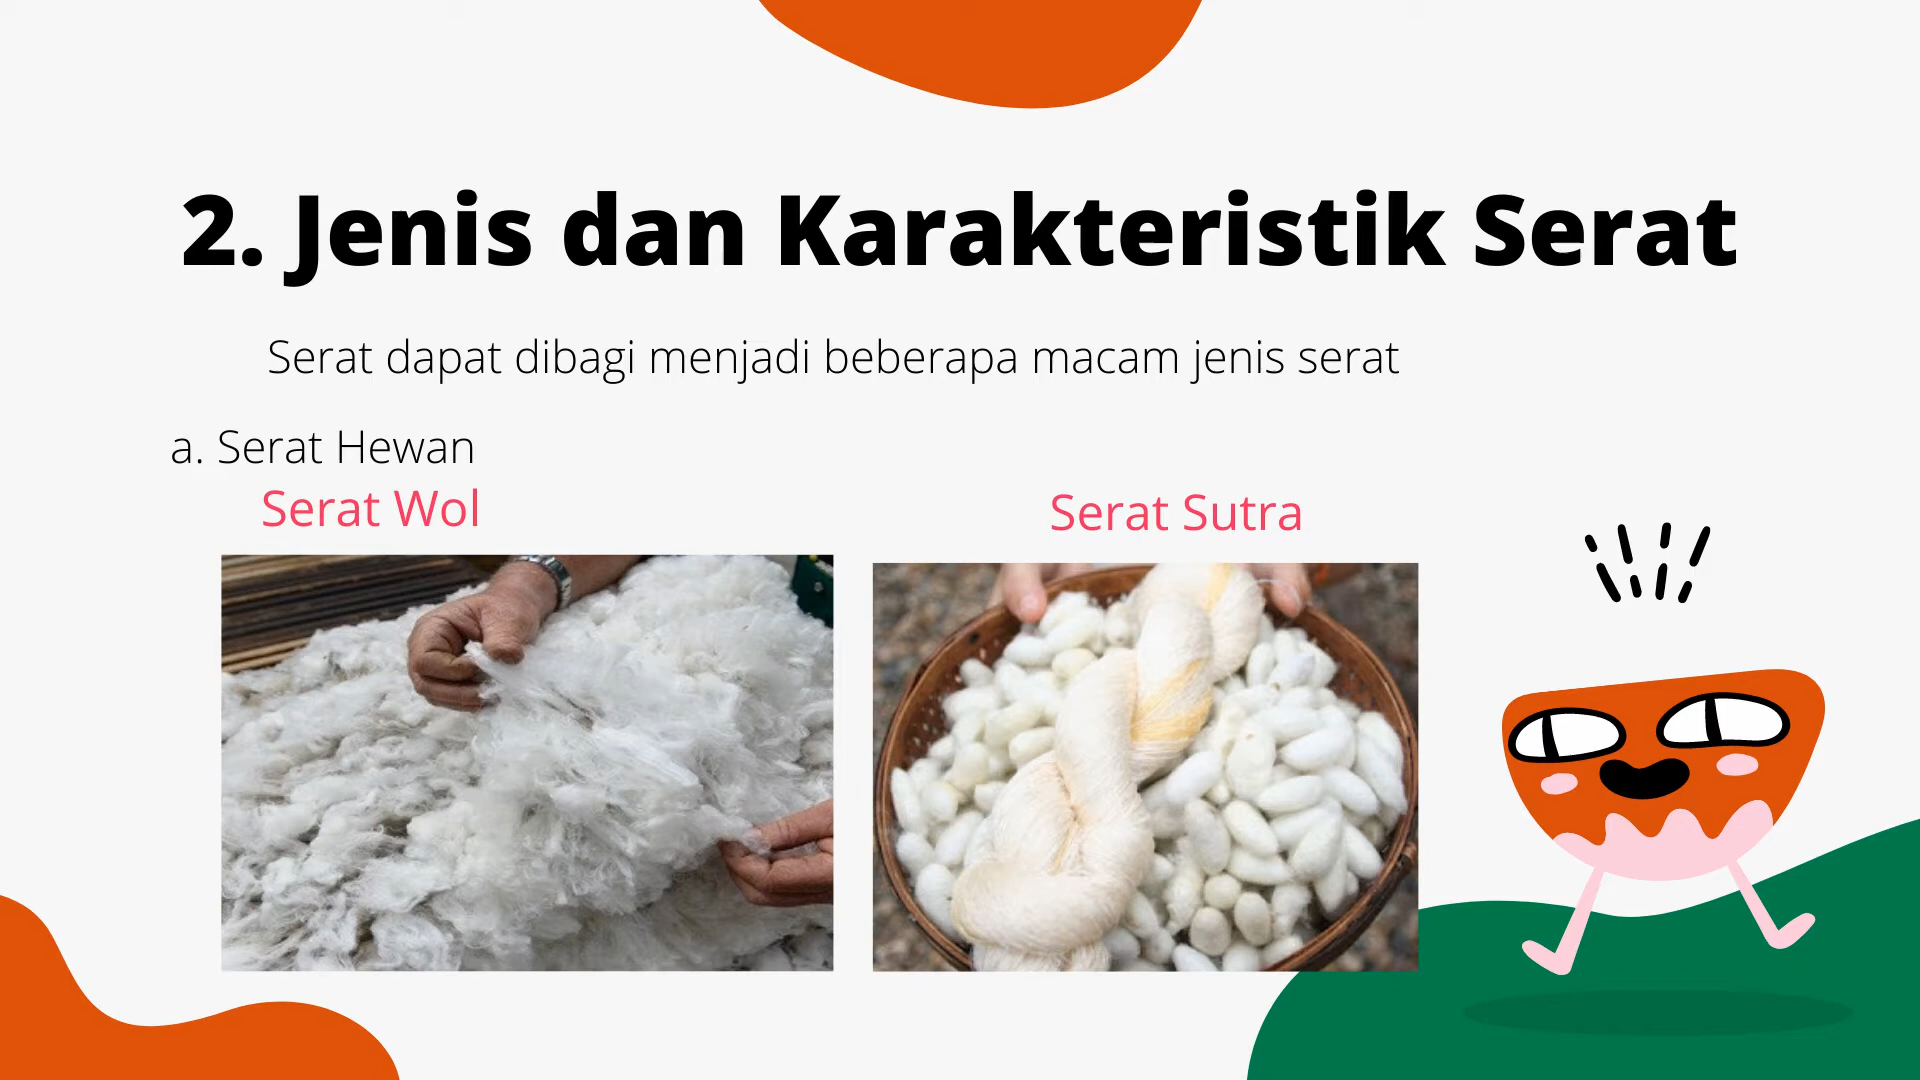 2. Jenis dan Karakteristik Serat
Serat dapat dibagi menjadi beberapa macam jenis serat
a. Serat Hewan
Serat Wol
Serat Sutra